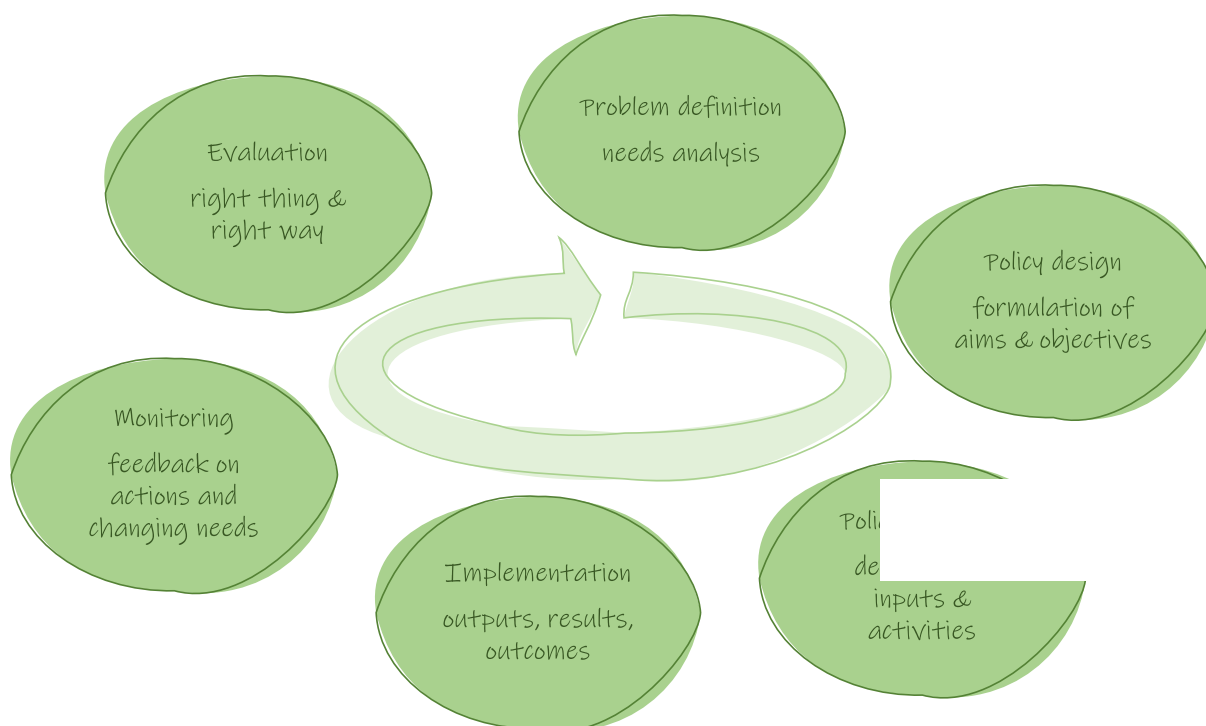 Problem definition
needs analysis
Policy design
formulation of
aims & objectives
inputs &
activities
Implementation
outputs, results,
outcomes
Monitoring
feedback on
actions and
changing needs
Evaluation
right thing &
right way